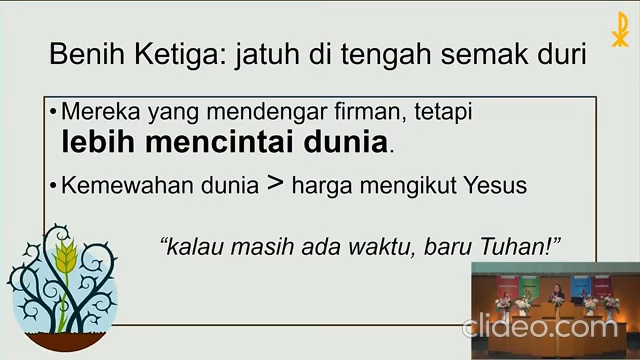 Benih Ketiga: jatuh di tengah semak duri
•Mereka yang mendengar firman, tetapi
lebih mencintai dunia.
•Kemewahan dunia > harga mengikut Yesus
“kalau masih ada waktu, baru Tuhan!”
clideo.com